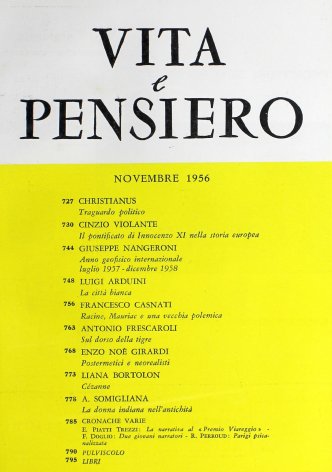 VITA
e
PENSIERO
NOVEMBRE 1956
727 CHRISTIANUS
Traguardo politico
730 CINZIO VIOLANTE
Il pontificato di Innocenzo XI nella storia europea
744 GIUSEPPE NANGERONI
Anno geofisico internazionale
luglio 1957 - dicembre 1958
748 LUIGI ARDUINI
La città bianca
756 FRANCESCO CASNATI
Racine, Mauriac e una vecchia polemica
763 ANTONIO FRESCAROLI
Sul dorso della tigre
768 ENZO NOË GIRARDI
Postermetici e neorealisti
773 LIANA BORTOLON
Cézanne
778 A. SOMIGLIANA
La donna indiana nell'antichità
785 CRONACHE VARIE
E. PIATTI TREZZI: La narrativa al «Premio Viareggio» -
F. DOGLIO: Due giovani narratori - R. PERROUD: Parigi psica-
nalizzata
790 PULVISCOLO
795 LIBRI